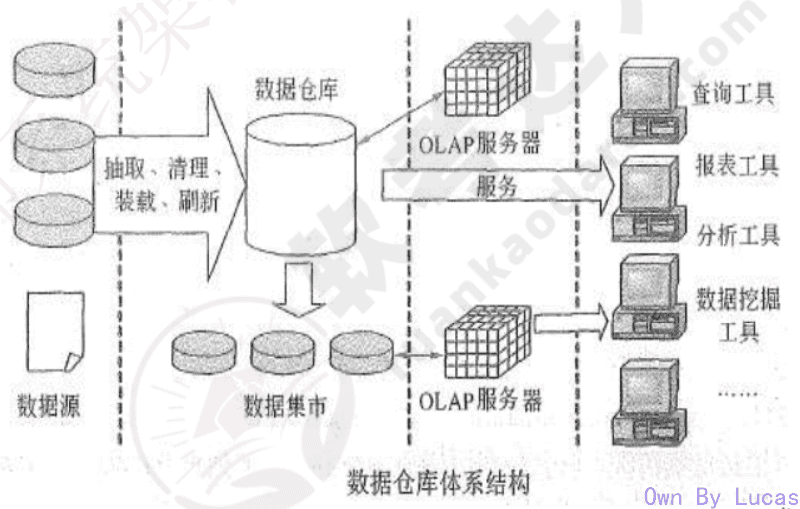 数据仓库
OLAP服务器
查询工具
抽取、清理、
装载、刷新
服务
报表工具
分析工具
数据挖掘
工具
数据源
数据集市
OLAP服务器
……
数据仓库体系结构
Own By Lucas